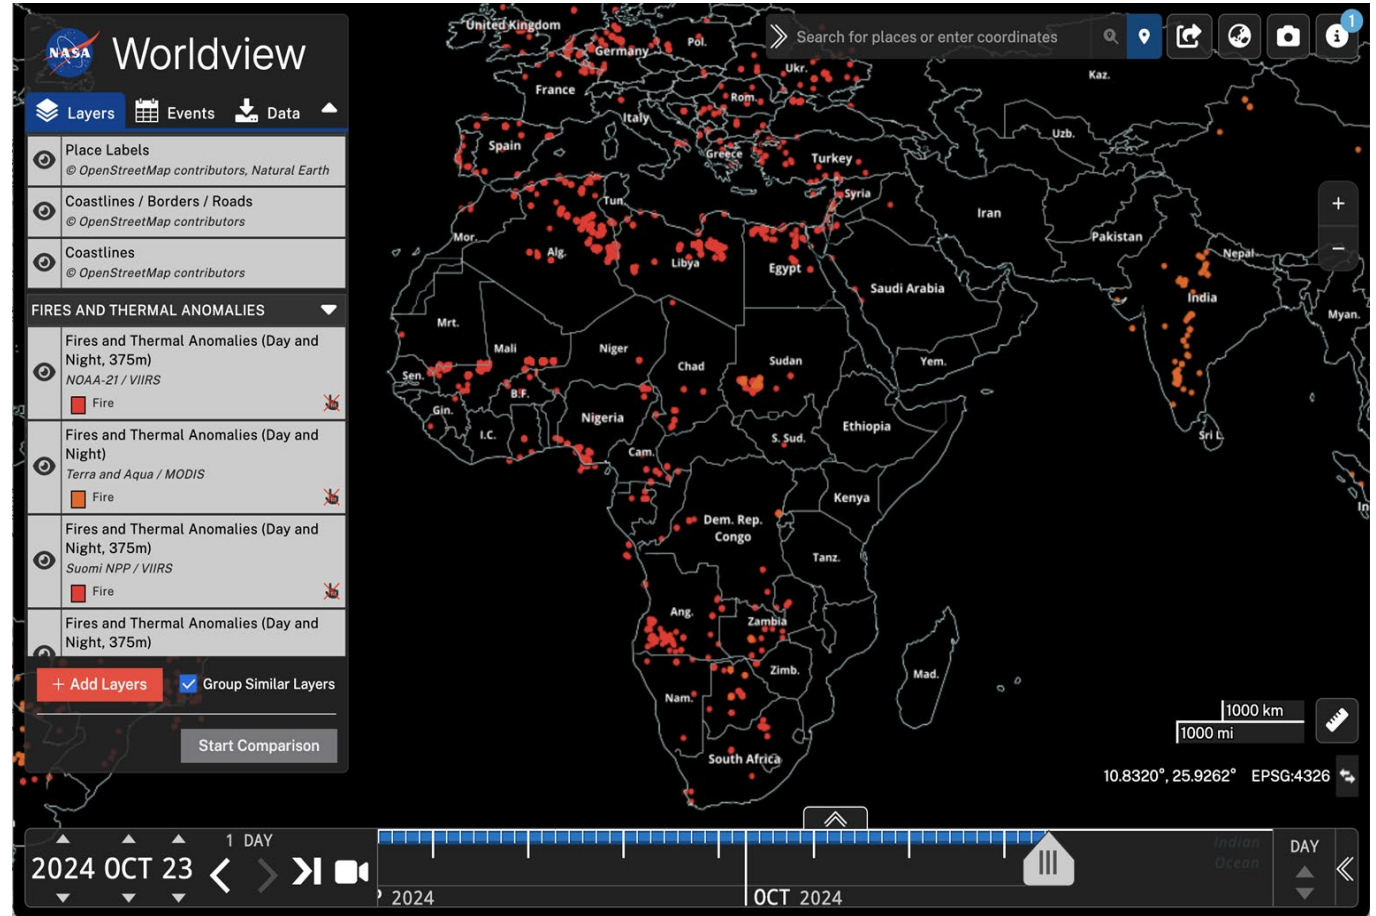 NASA Worldview
Layers Events Data
Place Labels
© OpenStreetMap contributors, Natural Earth
Coastlines / Borders / Roads
© OpenStreetMap contributors
Coastlines
© OpenStreetMap contributors
FIRES AND THERMAL ANOMALIES
Fires and Thermal Anomalies (Day and
Night, 375m)
NOAA-21 / VIIRS
Fire
Fires and Thermal Anomalies (Day and
Night)
Terra and Aqua / MODIS
Fire
Fires and Thermal Anomalies (Day and
Night, 375m)
Suomi NPP / VIIRS
Fire
Fires and Thermal Anomalies (Day and
Night, 375m)
+ Add Layers
Group Similar Layers
Start Comparison
Search for places or enter coordinates
1
United Kingdom
Germany
Pol.
Ukr.
Kaz.
France
Rom.
Italy
Uzb.
Spain
Greece
Turkey
Tun.
Syria
Iran
Mor.
Pakistan
Alg.
Libya
Egypt
Nepal
Saudi Arabia
India
Mrt.
Myan.
Mali
Niger
Chad
Sudan
Yem.
Sen.
B.F.
Gin.
Nigeria
Ethiopia
I.C.
S. Sud.
Sri L.
Cam.
Kenya
In
Dem. Rep.
Congo
Tanz.
Ang.
Zambia
Zimb.
Mad.
Nam.
South Africa
+
−
1000 km
1000 mi
10.8320°, 25.9262° EPSG:4326
2024 OCT 23
1 DAY
P 2024
OCT 2024
Indian
Ocean
DAY